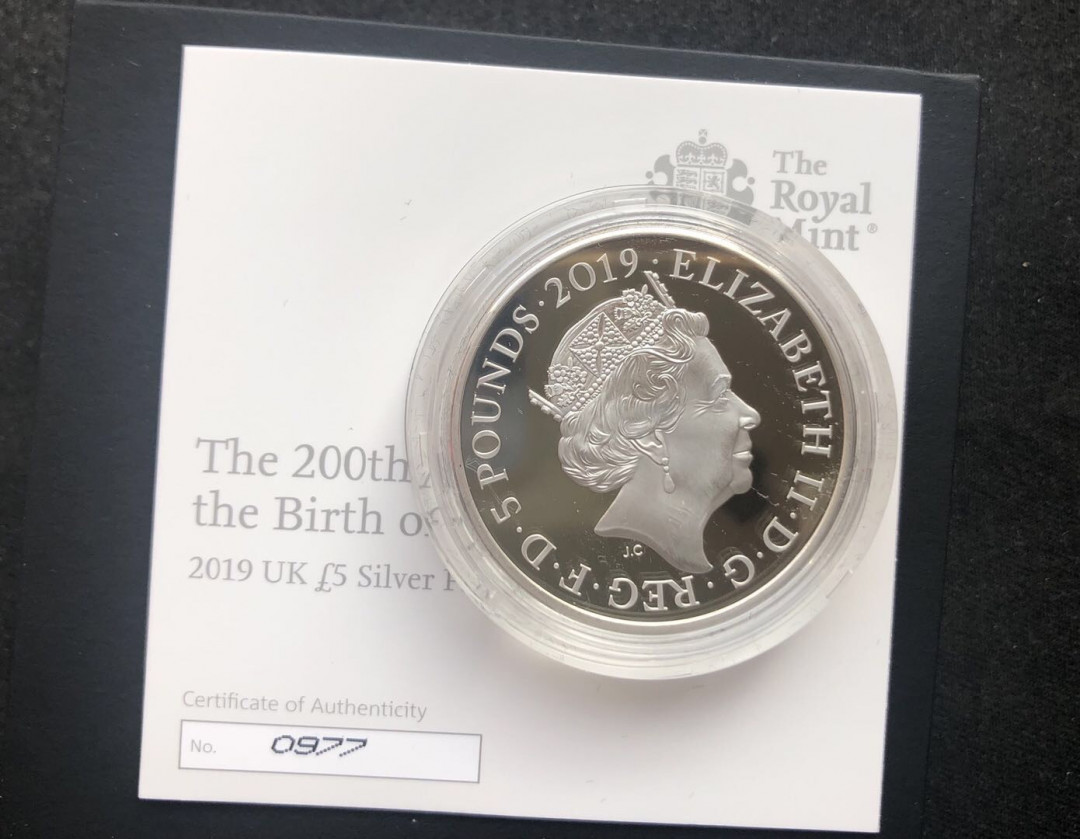 The
Royal
Mint®
5 POUNDS · 2019 · ELIZABETH II · D · G · REG · F · D ·
J.C
The 200th
the Birth of
2019 UK £5 Silver
Certificate of Authenticity
No. 0977